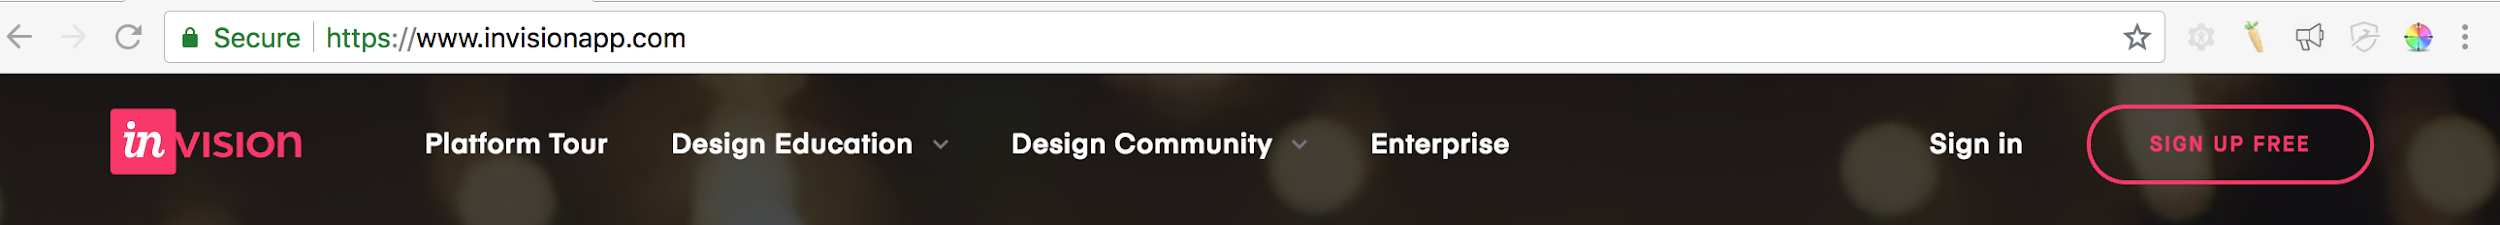 Secure https://www.invisionapp.com
invision Platform Tour Design Education Design Community Enterprise Sign in SIGN UP FREE